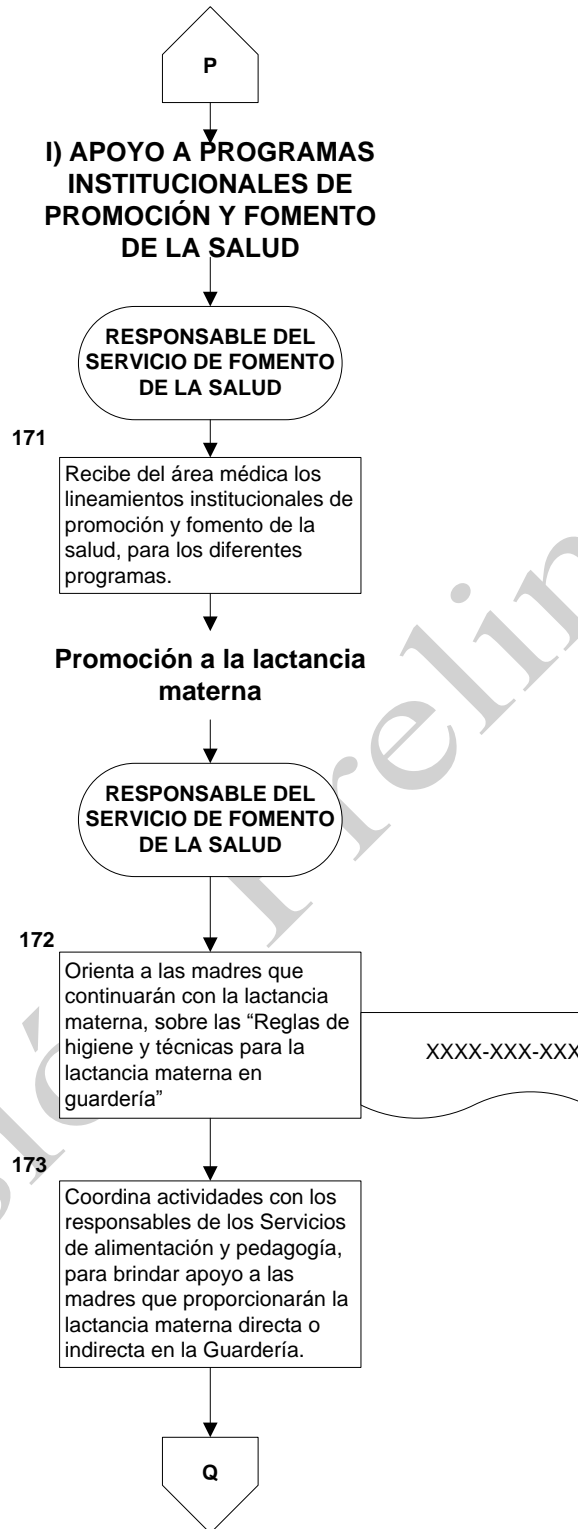 P
I) APOYO A PROGRAMAS
INSTITUCIONALES DE
PROMOCIÓN Y FOMENTO
DE LA SALUD
RESPONSABLE DEL
SERVICIO DE FOMENTO
DE LA SALUD
171
Recibe del área médica los
lineamientos institucionales de
promoción y fomento de la
salud, para los diferentes
programas.
Promoción a la lactancia
materna
RESPONSABLE DEL
SERVICIO DE FOMENTO
DE LA SALUD
172
Orienta a las madres que
continuarán con la lactancia
materna, sobre las “Reglas de
higiene y técnicas para la
lactancia materna en
guardería”
XXXX-XXX-XXX
173
Coordina actividades con los
responsables de los Servicios
de alimentación y pedagogía,
para brindar apoyo a las
madres que proporcionarán la
lactancia materna directa o
indirecta en la Guardería.
Q